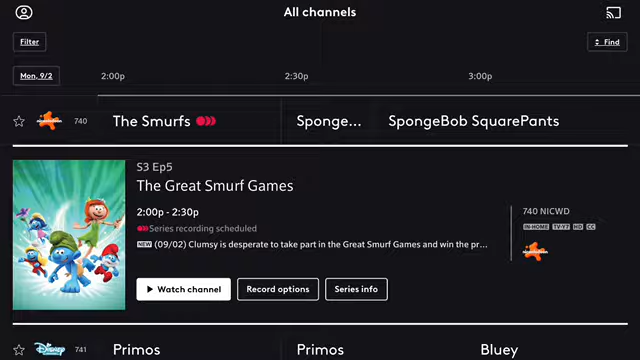 All channels
Filter
Find
Mon, 9/2
2:00p
2:30p
3:00p
nickelodeon
740
The Smurfs
Sponge...
SpongeBob SquarePants
S3 Ep5
The Great Smurf Games
2:00p - 2:30p
Series recording scheduled
NEW (09/02) Clumsy is desperate to take part in the Great Smurf Games and win the pr...
740 NICWD
IN-HOME TV-Y7 HD CC
nickelodeon
Watch channel
Record options
Series info
Disney
741
Primos
Primos
Bluey